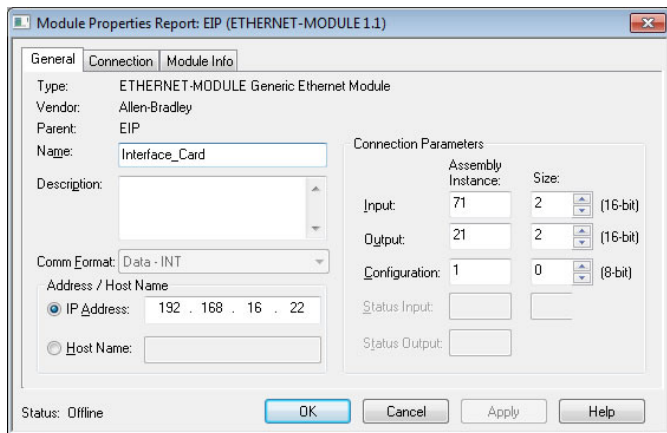 Module Properties Report: EIP (ETHERNET-MODULE 1.1)
General Connection Module Info
Type: ETHERNET-MODULE Generic Ethernet Module
Vendor: Allen-Bradley
Parent: EIP
Name: Interface_Card
Description:
Comm Format: Data - INT
Address / Host Name
IP Address: 192 . 168 . 16 . 22
Host Name:
Connection Parameters
Assembly Instance: Size:
Input: 71 2 (16-bit)
Output: 21 2 (16-bit)
Configuration: 1 0 (8-bit)
Status Input:
Status Output:
Status: Offline OK Cancel Apply Help